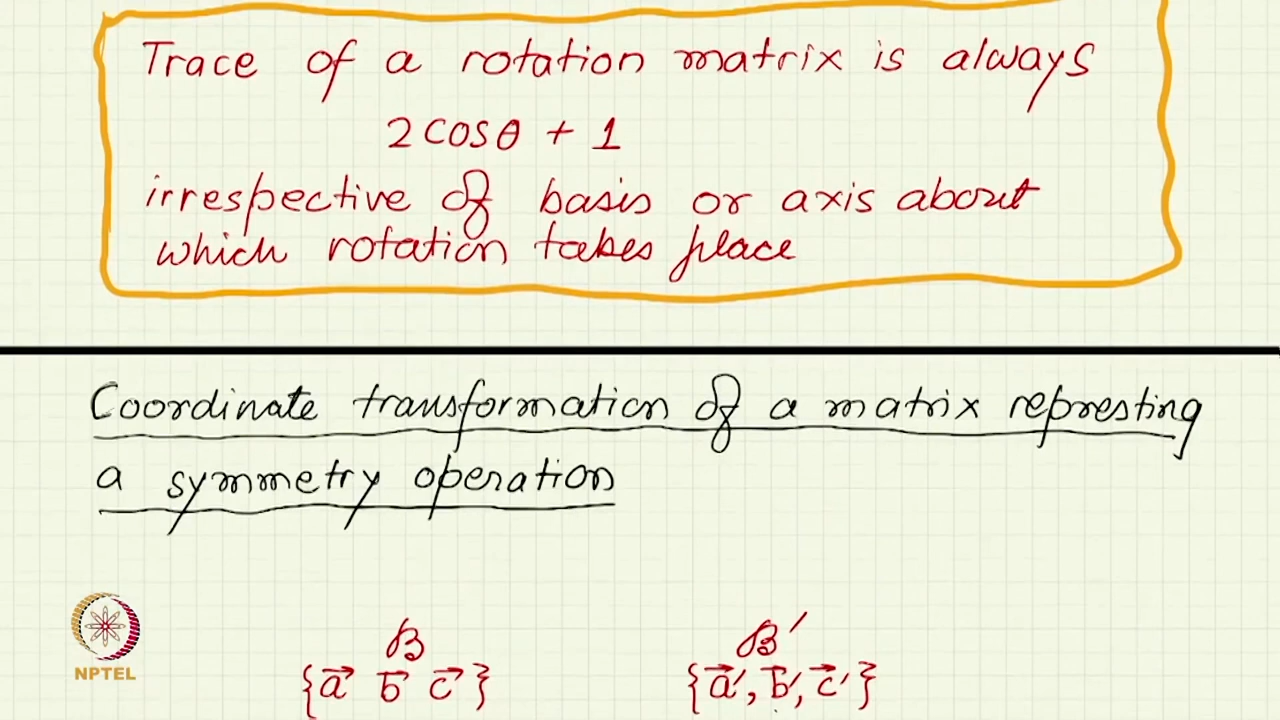 Trace of a rotation matrix is always
2cosθ + 1
irrespective of basis or axis about
which rotation takes place
Coordinate transformation of a matrix represting
a symmetry operation
B B′
{a⃗ b⃗ c⃗} {a⃗′, b⃗′, c⃗′}
NPTEL